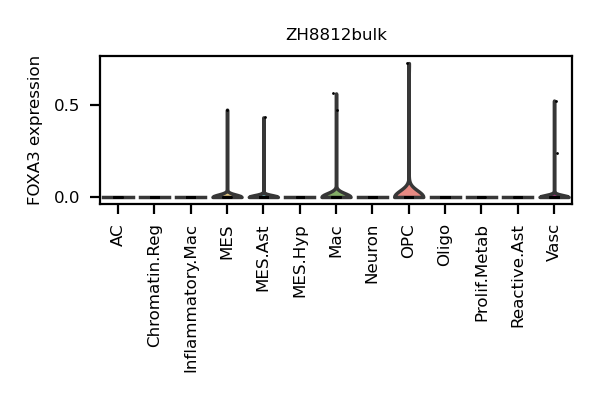 ZH8812bulk
FOXA3 expression
0.5
0.0
AC
Chromatin.Reg
Inflammatory.Mac
MES
MES.Ast
MES.Hyp
Mac
Neuron
OPC
Oligo
Prolif.Metab
Reactive.Ast
Vasc